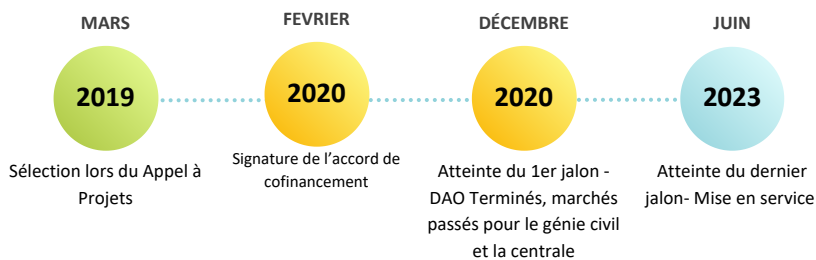 MARS
2019
Sélection lors du Appel à
Projets
FEVRIER
2020
Signature de l'accord de
cofinancement
DÉCEMBRE
2020
Atteinte du 1er jalon -
DAO Terminés, marchés
passés pour le génie civil
et la centrale
JUIN
2023
Atteinte du dernier
jalon- Mise en service